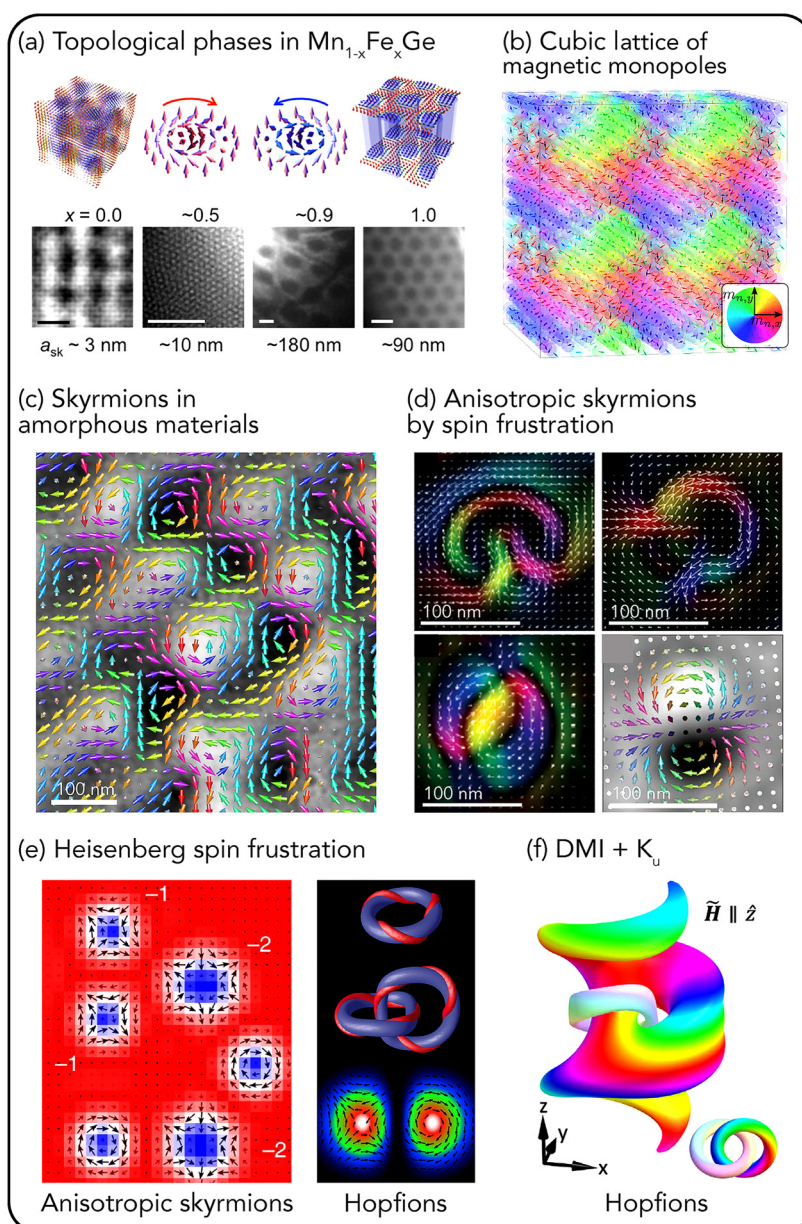 (a) Topological phases in Mn1-xFexGe
x = 0.0 ~0.5 ~0.9 1.0
ask ~ 3 nm ~10 nm ~180 nm ~90 nm
(b) Cubic lattice of
magnetic monopoles
mn,y
mn,x
(c) Skyrmions in
amorphous materials
100 nm
(d) Anisotropic skyrmions
by spin frustration
100 nm
100 nm
100 nm
100 nm
(e) Heisenberg spin frustration
−1
−2
−1
−2
Anisotropic skyrmions
Hopfions
(f) DMI + Ku
H̃ ∥ ẑ
z
y
x
Hopfions